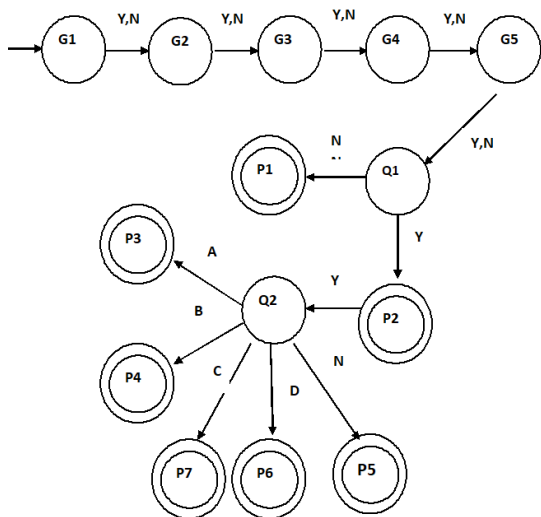 Y,N Y,N Y,N Y,N
G1 G2 G3 G4 G5
Y,N
N
P1 Q1
Y
P3 A
Y
Q2
B P2
N
C
P4 D
P7 P6 P5